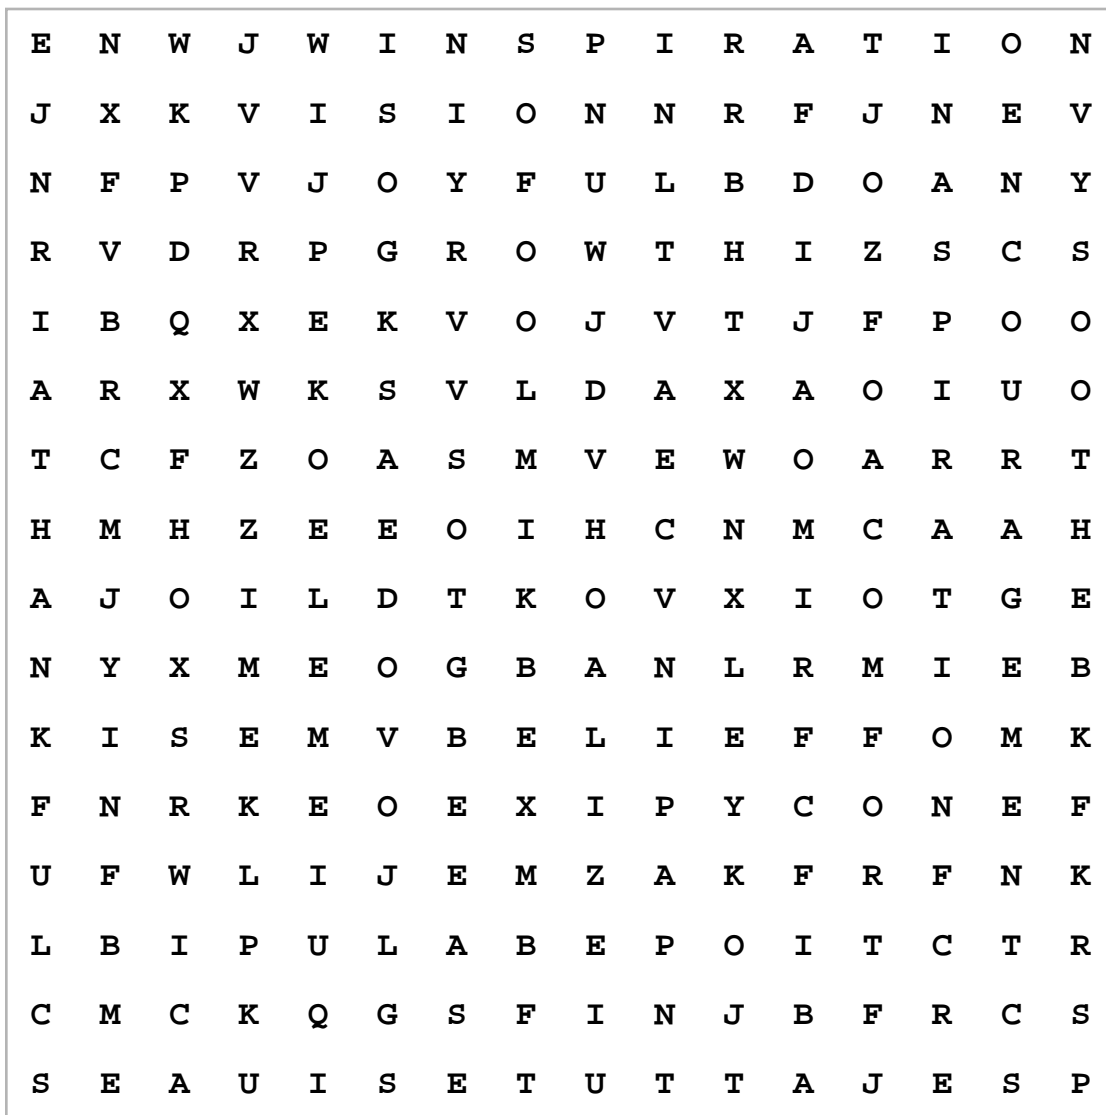 E N W J W I N S P I R A T I O N
J X K V I S I O N N R F J N E V
N F P V J O Y F U L B D O A N Y
R V D R P G R O W T H I Z S C S
I B Q X E K V O J V T J F P O O
A R X W K S V L D A X A O I U O
T C F Z O A S M V E W O A R R T
H M H Z E E O I H C N M C A A H
A J O I L D T K O V X I O T G E
N Y X M E O G B A N L R M I E B
K I S E M V B E L I E F F O M K
F N R K E O E X I P Y C O N E F
U F W L I J E M Z A K F R F N K
L B I P U L A B E P O I T C T R
C M C K Q G S F I N J B F R C S
S E A U I S E T U T T A J E S P